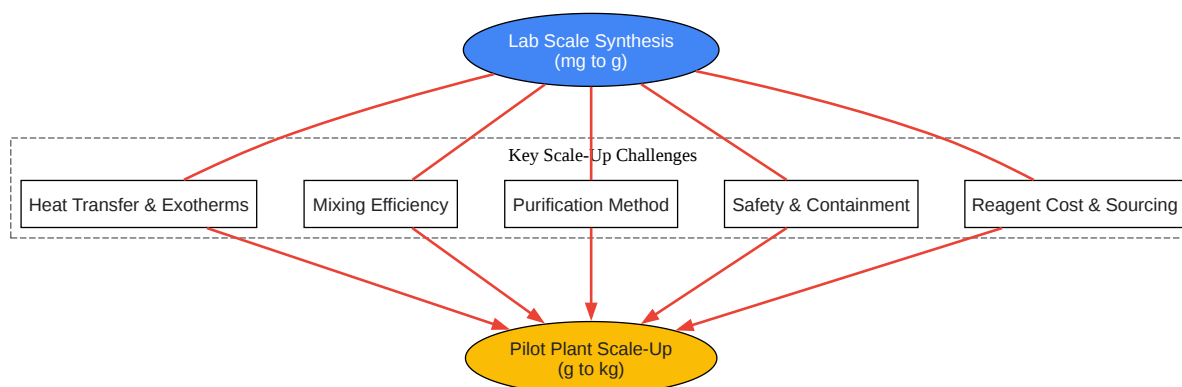 Lab Scale Synthesis
(mg to g)
Key Scale-Up Challenges
Heat Transfer & Exotherms
Mixing Efficiency
Purification Method
Safety & Containment
Reagent Cost & Sourcing
Pilot Plant Scale-Up
(g to kg)